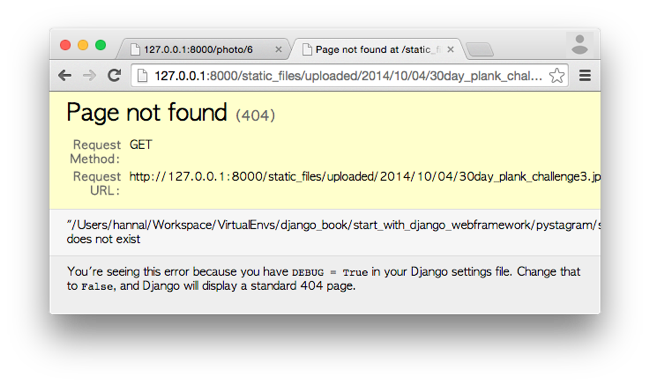 127.0.0.1:8000/photo/6
Page not found at /static_f
127.0.0.1:8000/static_files/uploaded/2014/10/04/30day_plank_chal...
Page not found (404)
Request Method: GET
Request URL: http://127.0.0.1:8000/static_files/uploaded/2014/10/04/30day_plank_challenge3.jp
"/Users/hannal/Workspace/VirtualEnvs/django_book/start_with_django_webframework/pystagram/s
does not exist
You're seeing this error because you have DEBUG = True in your Django settings file. Change that
to False, and Django will display a standard 404 page.